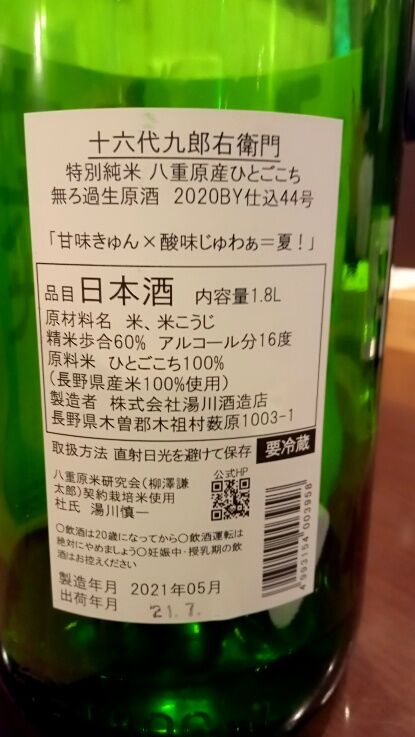 十六代九郎右衛門
特別純米 八重原産ひとごこち
無ろ過生原酒 2020BY仕込44号
「甘味きゅん×酸味じゅわぁ=夏！」
品目 日本酒 内容量1.8L
原材料名 米、米こうじ
精米歩合60% アルコール分16度
原料米 ひとごこち100%
(長野県産米100%使用)
製造者 株式会社湯川酒造店
長野県木曽郡木祖村薮原1003-1
取扱方法 直射日光を避けて保存 要冷蔵
八重原米研究会(柳澤謙
太郎)契約栽培米使用
杜氏 湯川慎一
公式HP
○飲酒は20歳になってから○飲酒運転は
絶対にやめましょう○妊娠中・授乳期の飲
酒はお控えください
製造年月 2021年05月
出荷年月 '21.7.
4993154003958